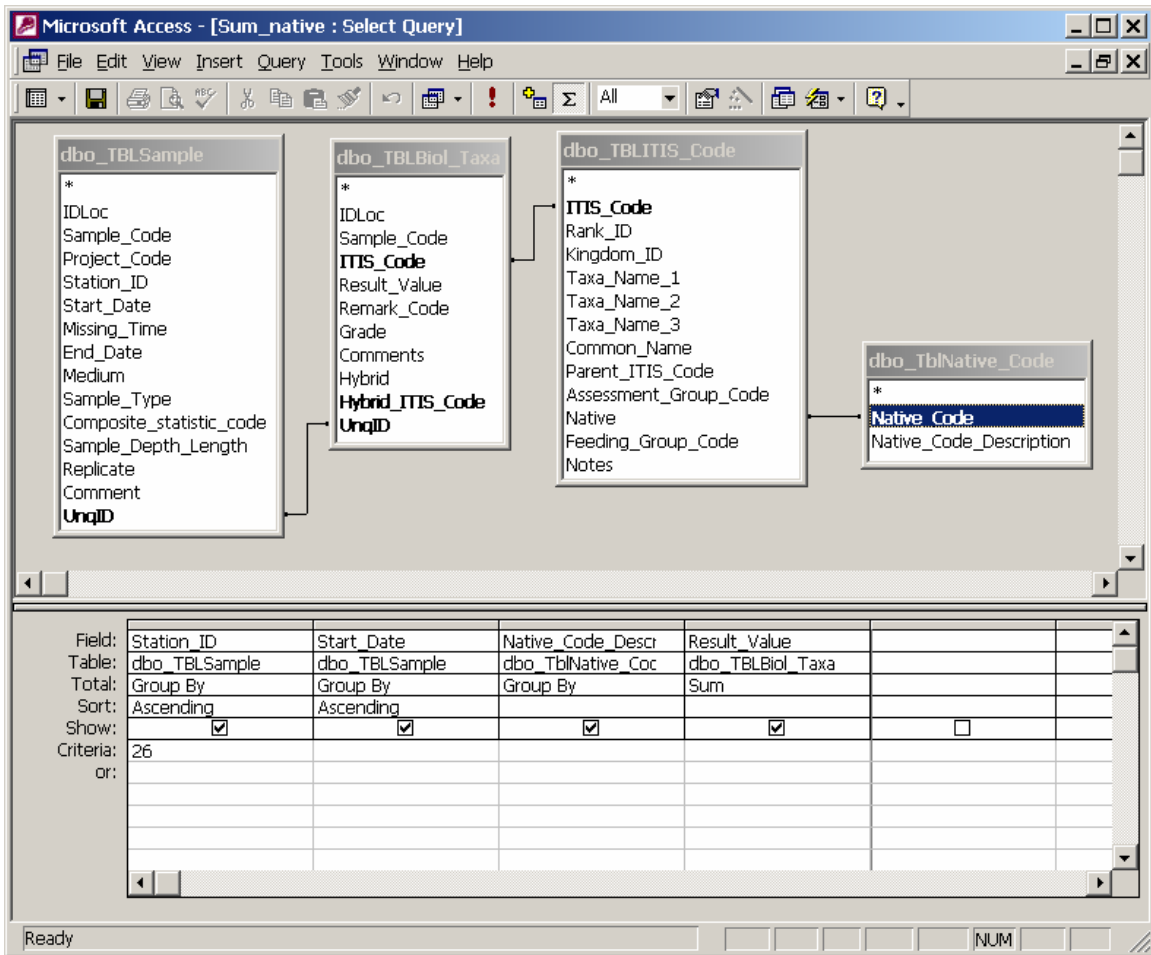 Microsoft Access - [Sum_native : Select Query]
File Edit View Insert Query Tools Window Help
ABC Σ All
dbo_TBLSample
*
IDLoc
Sample_Code
Project_Code
Station_ID
Start_Date
Missing_Time
End_Date
Medium
Sample_Type
Composite_statistic_code
Sample_Depth_Length
Replicate
Comment
UnqID
dbo_TBLBiol_Taxa
*
IDLoc
Sample_Code
ITIS_Code
Result_Value
Remark_Code
Grade
Comments
Hybrid
Hybrid_ITIS_Code
UnqID
dbo_TBLITIS_Code
*
ITIS_Code
Rank_ID
Kingdom_ID
Taxa_Name_1
Taxa_Name_2
Taxa_Name_3
Common_Name
Parent_ITIS_Code
Assessment_Group_Code
Native
Feeding_Group_Code
Notes
dbo_TblNative_Code
*
Native_Code
Native_Code_Description
Field: Station_ID Start_Date Native_Code_Descr Result_Value
Table: dbo_TBLSample dbo_TBLSample dbo_TblNative_Coc dbo_TBLBiol_Taxa
Total: Group By Group By Group By Sum
Sort: Ascending Ascending
Show:
Criteria: 26
or:
Ready NUM